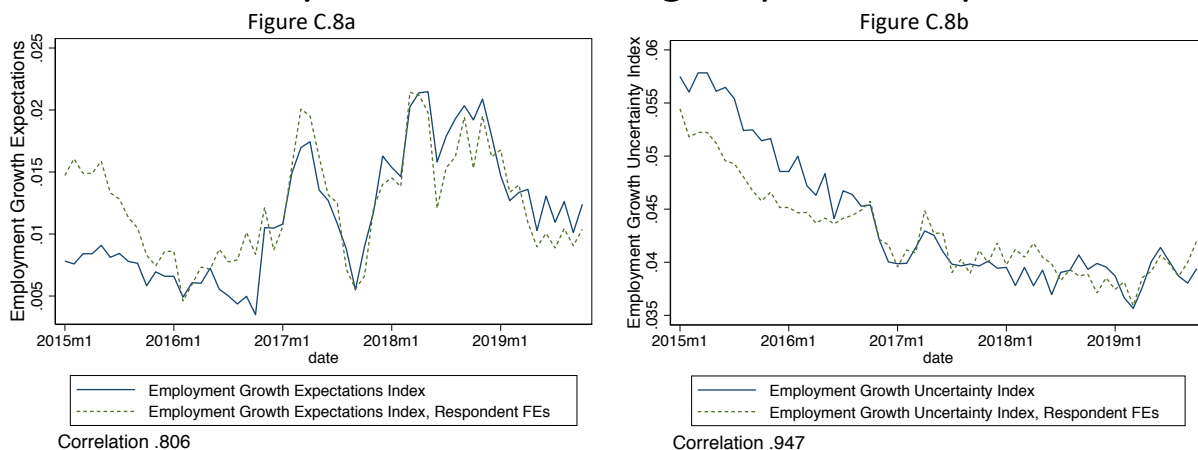 Figure C.8a
Employment Growth Expectations
.025
.02
.015
.01
.005
2015m1 2016m1 2017m1 2018m1 2019m1
date
Employment Growth Expectations Index
Employment Growth Expectations Index, Respondent FEs
Correlation .806
Figure C.8b
Employment Growth Uncertainty Index
.06
.055
.05
.045
.04
.035
2015m1 2016m1 2017m1 2018m1 2019m1
date
Employment Growth Uncertainty Index
Employment Growth Uncertainty Index, Respondent FEs
Correlation .947